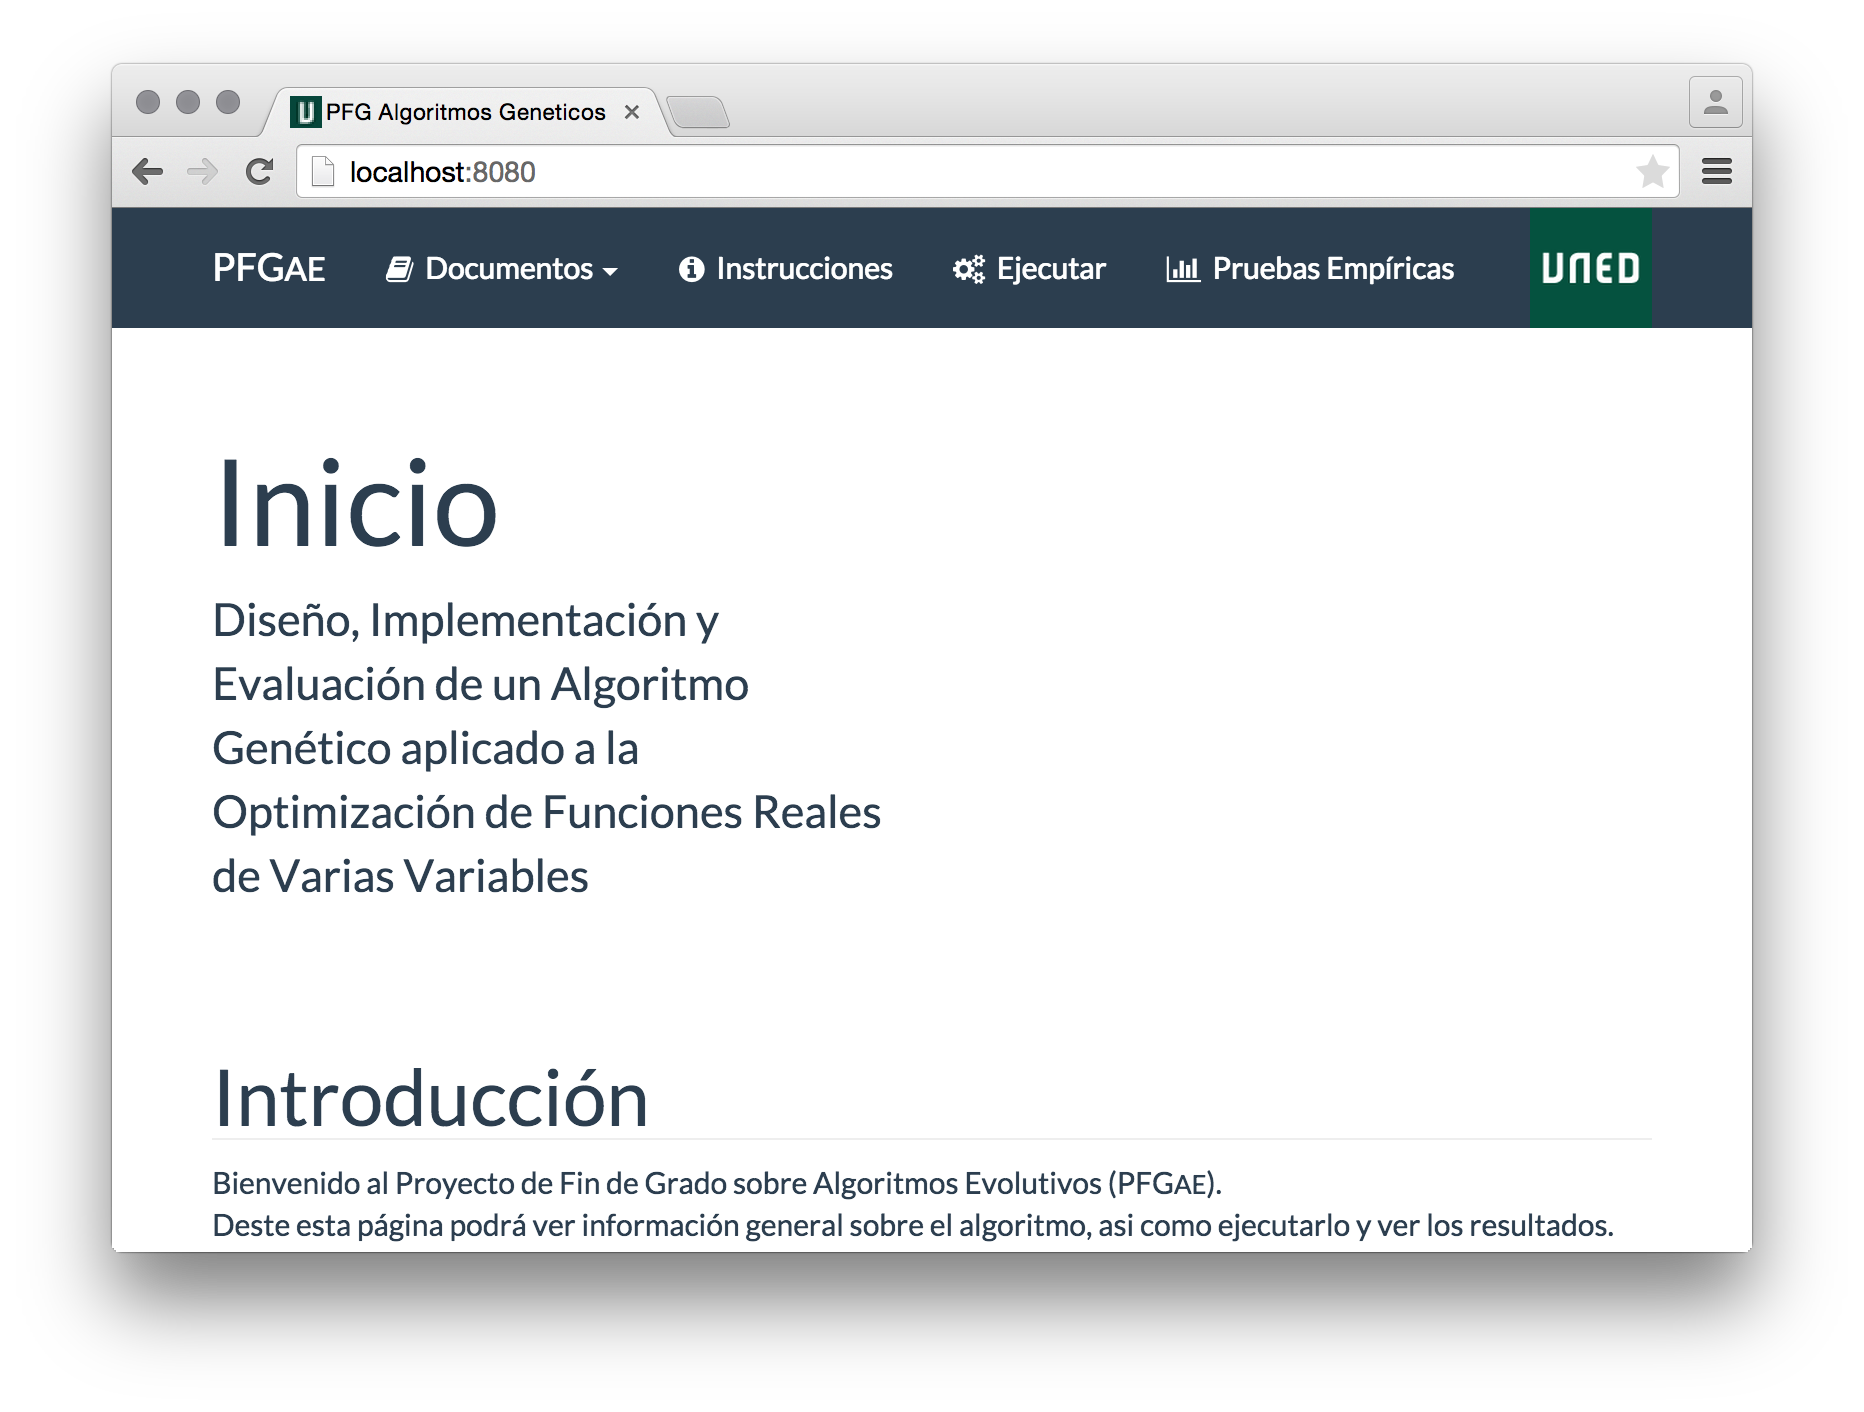 PFG Algoritmos Geneticos
localhost:8080
PFGAE Documentos Instrucciones Ejecutar Pruebas Empíricas UNED
Inicio
Diseño, Implementación y
Evaluación de un Algoritmo
Genético aplicado a la
Optimización de Funciones Reales
de Varias Variables
Introducción
Bienvenido al Proyecto de Fin de Grado sobre Algoritmos Evolutivos (PFGAE).
Deste esta página podrá ver información general sobre el algoritmo, asi como ejecutarlo y ver los resultados.